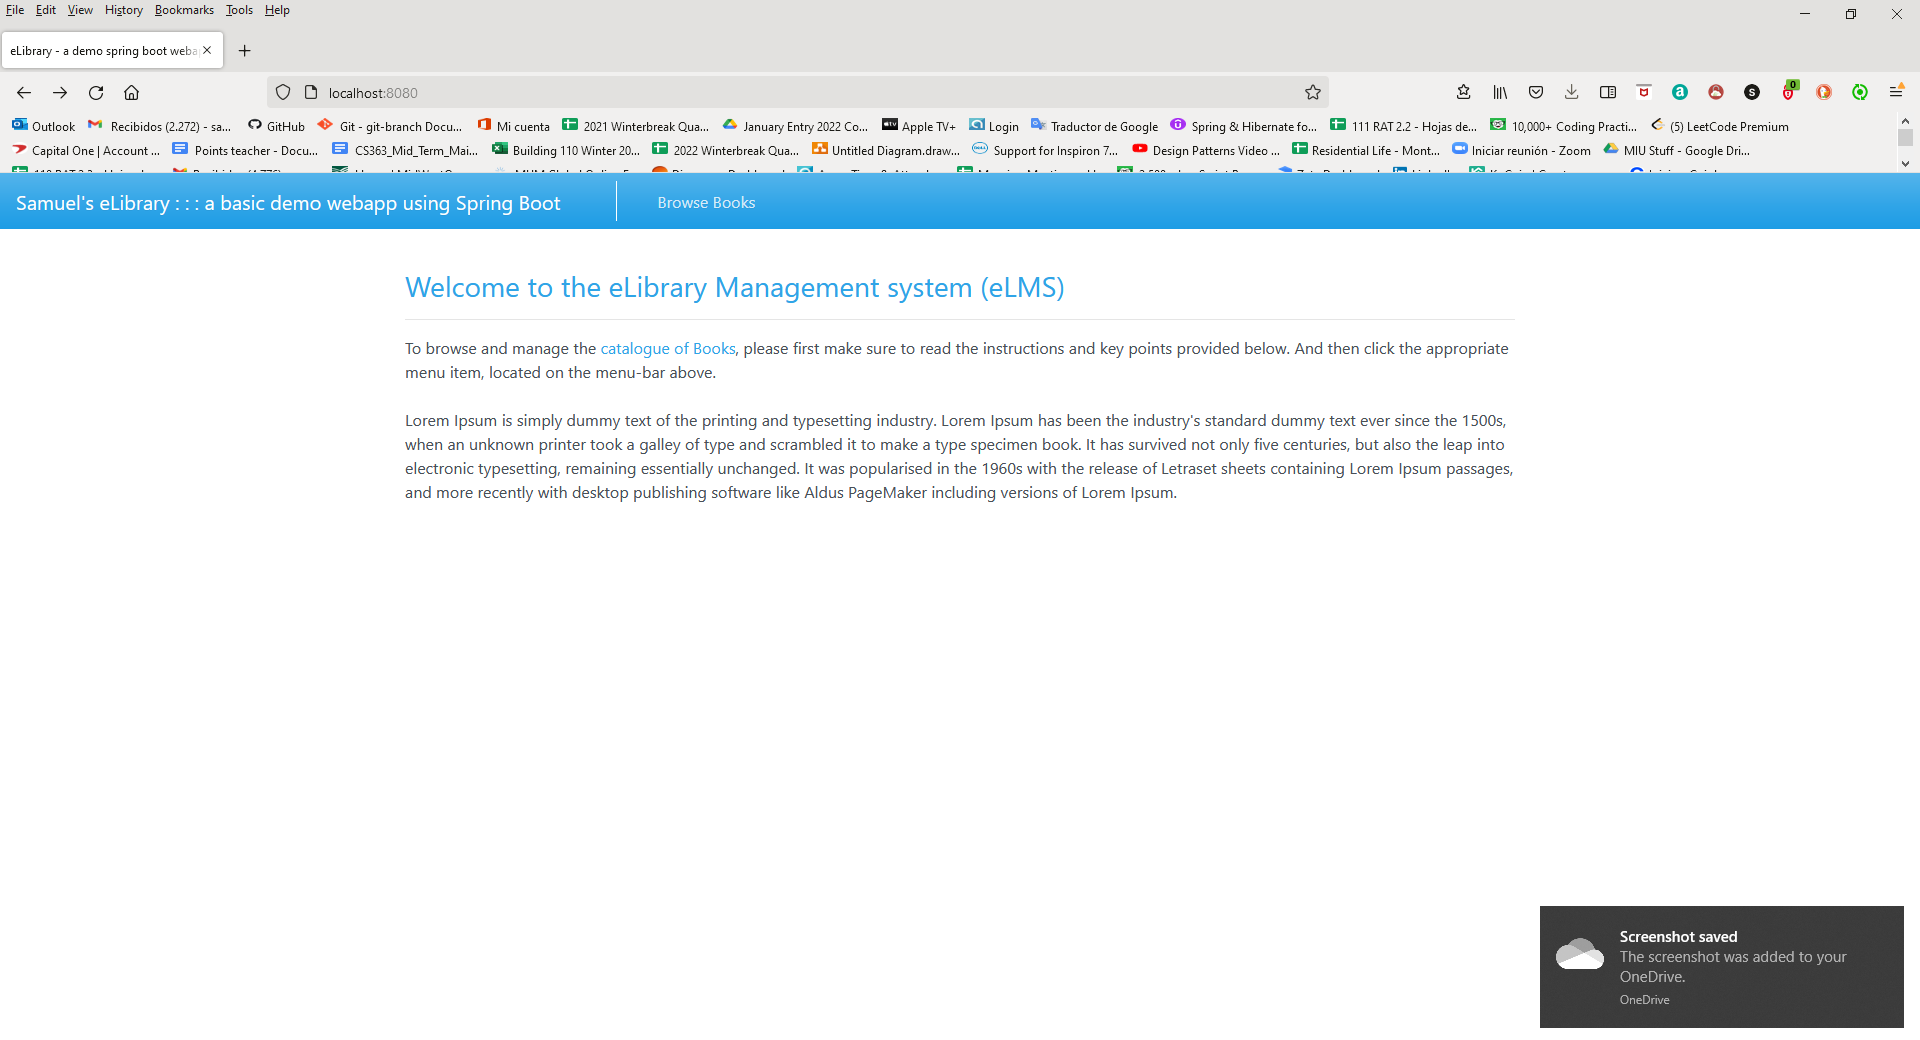 File Edit View History Bookmarks Tools Help
eLibrary - a demo spring boot weba
localhost:8080
0
Outlook Recibidos (2.272) - sa... GitHub Git - git-branch Docu... Mi cuenta 2021 Winterbreak Qua... January Entry 2022 Co... Apple TV+ Login Traductor de Google Spring & Hibernate fo... 111 RAT 2.2 - Hojas de... 10,000+ Coding Practi... (5) LeetCode Premium
Capital One | Account ... Points teacher - Docu... CS363_Mid_Term_Mai... Building 110 Winter 20... 2022 Winterbreak Qua... Untitled Diagram.draw... Support for Inspiron 7... Design Patterns Video ... Residential Life - Mont... Iniciar reunión - Zoom MIU Stuff - Google Dri...
Samuel's eLibrary : : : a basic demo webapp using Spring Boot Browse Books
Welcome to the eLibrary Management system (eLMS)
To browse and manage the catalogue of Books, please first make sure to read the instructions and key points provided below. And then click the appropriate
menu item, located on the menu-bar above.
Lorem Ipsum is simply dummy text of the printing and typesetting industry. Lorem Ipsum has been the industry's standard dummy text ever since the 1500s,
when an unknown printer took a galley of type and scrambled it to make a type specimen book. It has survived not only five centuries, but also the leap into
electronic typesetting, remaining essentially unchanged. It was popularised in the 1960s with the release of Letraset sheets containing Lorem Ipsum passages,
and more recently with desktop publishing software like Aldus PageMaker including versions of Lorem Ipsum.
Screenshot saved
The screenshot was added to your
OneDrive.
OneDrive